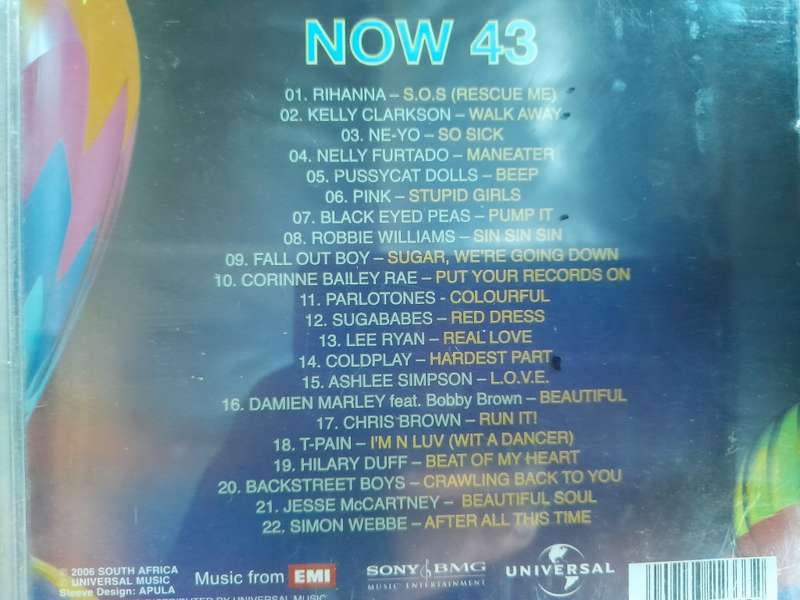 NOW 43
01. RIHANNA – S.O.S (RESCUE ME)
02. KELLY CLARKSON – WALK AWAY
03. NE-YO – SO SICK
04. NELLY FURTADO – MANEATER
05. PUSSYCAT DOLLS – BEEP
06. PINK – STUPID GIRLS
07. BLACK EYED PEAS – PUMP IT
08. ROBBIE WILLIAMS – SIN SIN SIN
09. FALL OUT BOY – SUGAR, WE'RE GOING DOWN
10. CORINNE BAILEY RAE – PUT YOUR RECORDS ON
11. PARLOTONES - COLOURFUL
12. SUGABABES – RED DRESS
13. LEE RYAN – REAL LOVE
14. COLDPLAY – HARDEST PART
15. ASHLEE SIMPSON – L.O.V.E.
16. DAMIEN MARLEY feat. Bobby Brown – BEAUTIFUL
17. CHRIS BROWN – RUN IT!
18. T-PAIN – I'M N LUV (WIT A DANCER)
19. HILARY DUFF – BEAT OF MY HEART
20. BACKSTREET BOYS – CRAWLING BACK TO YOU
21. JESSE McCARTNEY – BEAUTIFUL SOUL
22. SIMON WEBBE – AFTER ALL THIS TIME
© 2006 SOUTH AFRICA
UNIVERSAL MUSIC
Sleeve Design: APULA
DISTRIBUTED BY UNIVERSAL MUSIC
Music from EMI
SONY BMG
MUSIC ENTERTAINMENT
UNIVERSAL